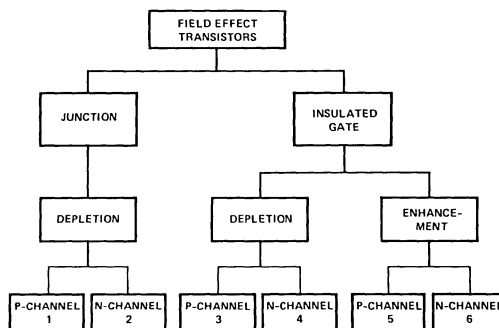 FIELD EFFECT
TRANSISTORS
JUNCTION
INSULATED
GATE
DEPLETION
DEPLETION
ENHANCE-
MENT
P-CHANNEL
1
N-CHANNEL
2
P-CHANNEL
3
N-CHANNEL
4
P-CHANNEL
5
N-CHANNEL
6